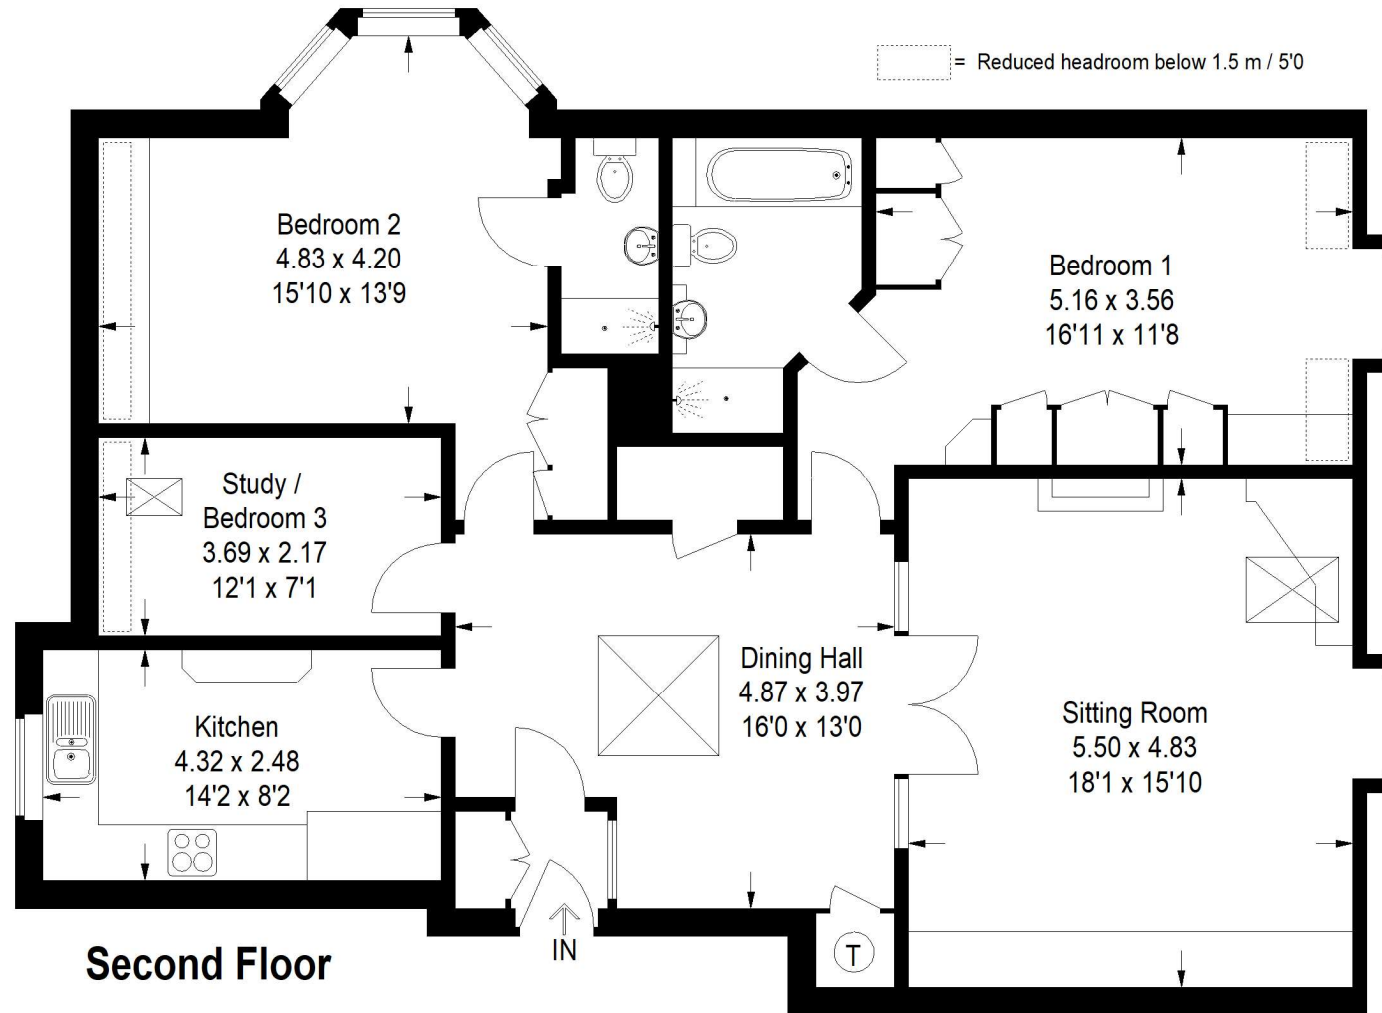 = Reduced headroom below 1.5 m / 5'0
Bedroom 2
4.83 x 4.20
15'10 x 13'9
Bedroom 1
5.16 x 3.56
16'11 x 11'8
Study /
Bedroom 3
3.69 x 2.17
12'1 x 7'1
Dining Hall
4.87 x 3.97
16'0 x 13'0
Sitting Room
5.50 x 4.83
18'1 x 15'10
Kitchen
4.32 x 2.48
14'2 x 8'2
IN
T
Second Floor